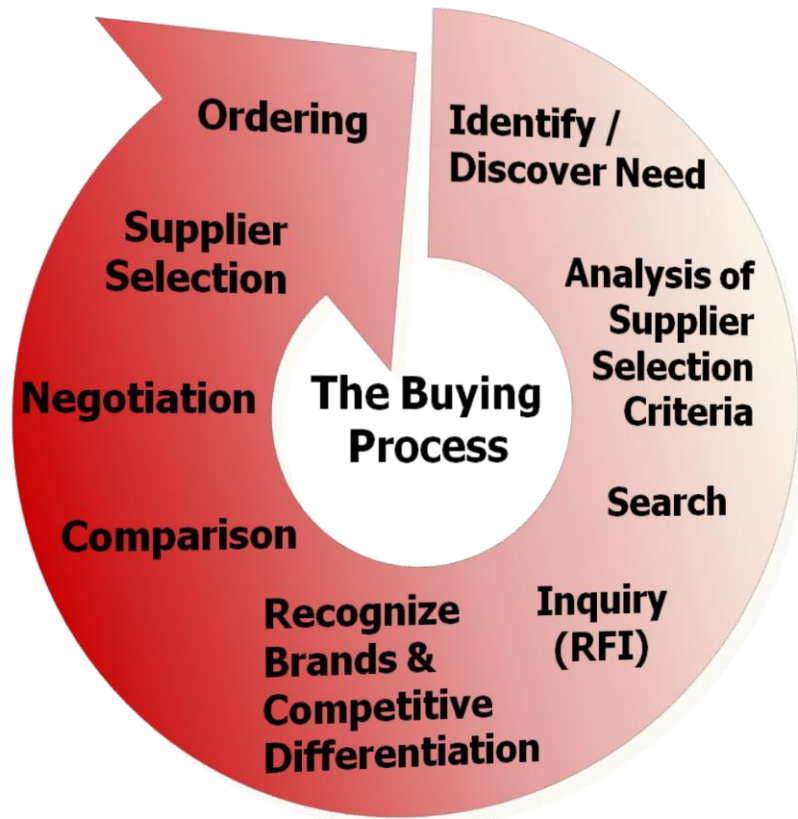 The Buying
Process
Identify /
Discover Need
Analysis of
Supplier
Selection
Criteria
Search
Inquiry
(RFI)
Recognize
Brands &
Competitive
Differentiation
Comparison
Negotiation
Supplier
Selection
Ordering